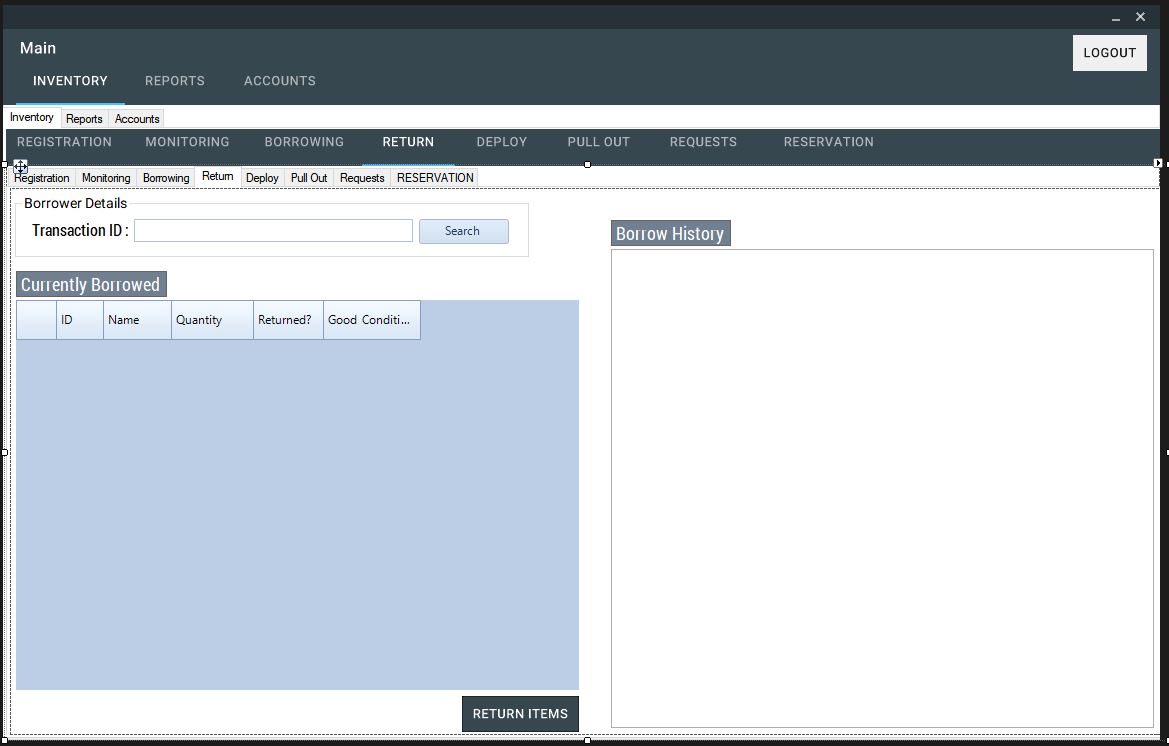 Main
LOGOUT
INVENTORY REPORTS ACCOUNTS
Inventory Reports Accounts
REGISTRATION MONITORING BORROWING RETURN DEPLOY PULL OUT REQUESTS RESERVATION
Registration Monitoring Borrowing Return Deploy Pull Out Requests RESERVATION
Borrower Details
Transaction ID : Search
Borrow History
Currently Borrowed
ID Name Quantity Returned? Good Conditi...
RETURN ITEMS